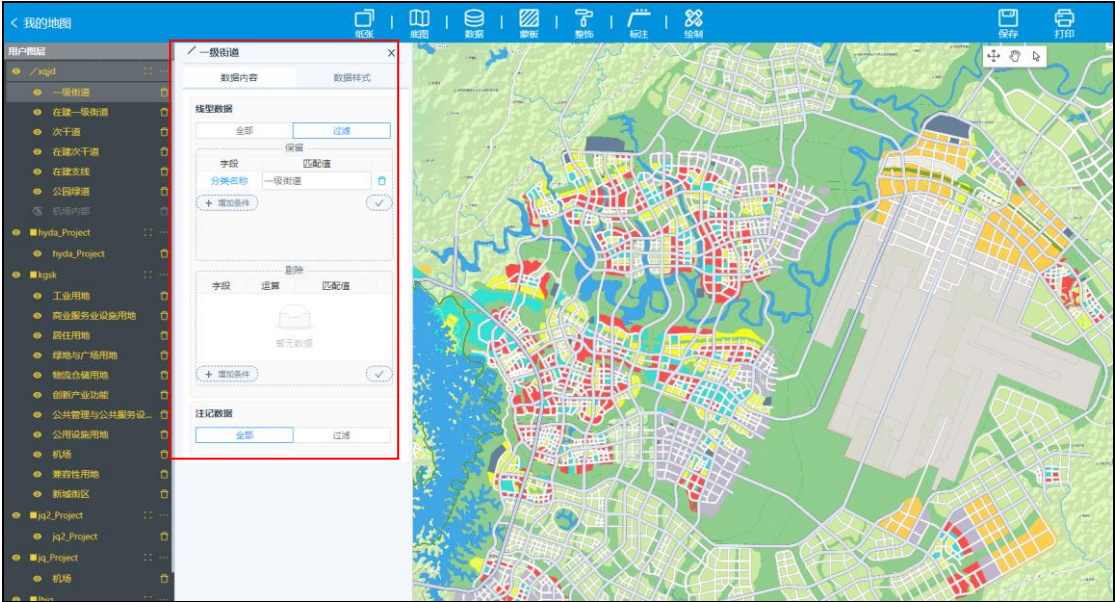 < 我的地图
纸张 | 底图 | 数据 | 蒙板 | 整饰 | 标注 | 绘制
保存 打印
用户图层
xqjd
一级街道
在建一级街道
次干道
在建次干道
在建支线
公园绿道
机场内部
hyda_Project
hyda_Project
kgsk
工业用地
商业服务业设施用地
居住用地
绿地与广场用地
物流仓储用地
创新产业功能
公共管理与公共服务设...
公用设施用地
机场
兼容性用地
新城街区
jq2_Project
jq2_Project
jq_Project
机场
一级街道 ×
数据内容 数据样式
线型数据
全部 过滤
保留
字段 匹配值
分类名称 一级街道
+ 增加条件
剔除
字段 运算 匹配值
暂无数据
+ 增加条件
注记数据
全部 过滤